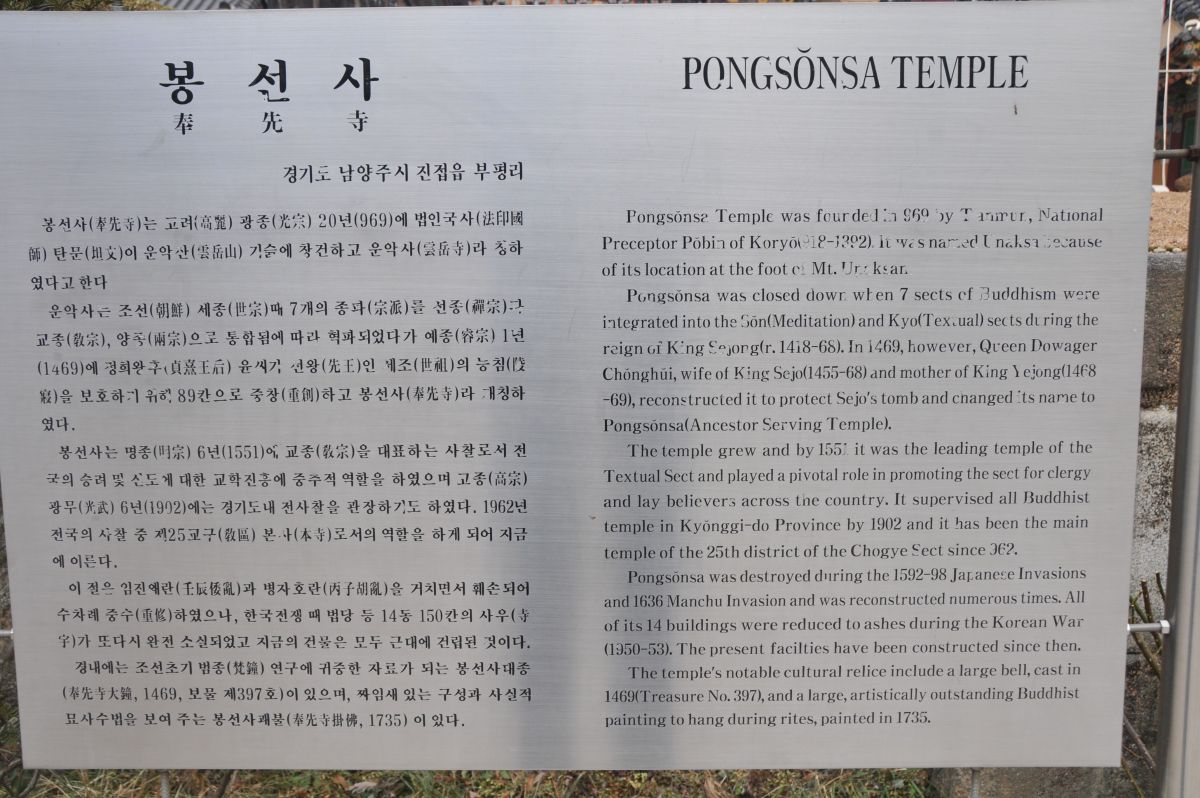 봉 선 사
奉 先 寺
경기도 남양주시 진접읍 부평리
봉선사(奉先寺)는 고려(高麗) 광종(光宗) 20년(969)에 법인국사(法印國
師) 탄문(坦文)이 운악산(雲岳山) 기슭에 창건하고 운악사(雲岳寺)라 칭하
였다고 한다
운악사는 조선(朝鮮) 세종(世宗)때 7개의 종파(宗派)를 선종(禪宗)과
교종(敎宗), 양종(兩宗)으로 통합됨에 따라 혁파되었다가 예종(睿宗) 1년
(1469)에 정희왕후(貞熹王后) 윤씨가 선왕(先王)인 세조(世祖)의 능침(陵
寢)을 보호하기 위해 89칸으로 중창(重創)하고 봉선사(奉先寺)라 개칭하
였다.
봉선사는 명종(明宗) 6년(1551)에 교종(敎宗)을 대표하는 사찰로서 전
국의 승려 및 신도에 대한 교학진흥에 중추적 역할을 하였으며 고종(高宗)
광무(光武) 6년(1902)에는 경기도내 전사찰을 관장하기도 하였다. 1962년
전국의 사찰 중 제25교구(敎區) 본사(本寺)로서의 역할을 하게 되어 지금
에 이른다.
이 절은 임진왜란(壬辰倭亂)과 병자호란(丙子胡亂)을 거치면서 훼손되어
수차례 중수(重修)하였으나, 한국전쟁 때 법당 등 14동 150칸의 사우(寺
宇)가 또다시 완전 소실되었고 지금의 건물은 모두 근대에 건립된 것이다.
경내에는 조선초기 범종(梵鐘) 연구에 귀중한 자료가 되는 봉선사대종
(奉先寺大鐘, 1469, 보물 제397호)이 있으며, 짜임새 있는 구성과 사실적
묘사수법을 보여 주는 봉선사괘불(奉先寺掛佛, 1735) 이 있다.
PONGSŎNSA TEMPLE
Pongsŏnsa Temple was founded in 969 by T'anmun, National
Preceptor Pŏbin of Koryŏ(918-1392). It was named Unaksa because
of its location at the foot of Mt. Unaksan.
Pongsŏnsa was closed down when 7 sects of Buddhism were
integrated into the Sŏn(Meditation) and Kyo(Textual) sects during the
reign of King Sejong(r. 1418-68). In 1469, however, Queen Dowager
Chŏnghŭi, wife of King Sejo(1455-68) and mother of King Yejong(1468
-69), reconstructed it to protect Sejo's tomb and changed its name to
Pongsŏnsa(Ancestor Serving Temple).
The temple grew and by 1551 it was the leading temple of the
Textual Sect and played a pivotal role in promoting the sect for clergy
and lay believers across the country. It supervised all Buddhist
temple in Kyŏnggi-do Province by 1902 and it has been the main
temple of the 25th district of the Chogye Sect since
Pongsŏnsa was destroyed during the 1592-98 Japanese Invasions
and 1636 Manchu Invasion and was reconstructed numerous times. All
of its 14 buildings were reduced to ashes during the Korean War
(1950-53). The present facilties have been constructed since then.
The temple's notable cultural relice include a large bell, cast in
1469(Treasure No. 397), and a large, artistically outstanding Buddhist
painting to hang during rites, painted in 1735.